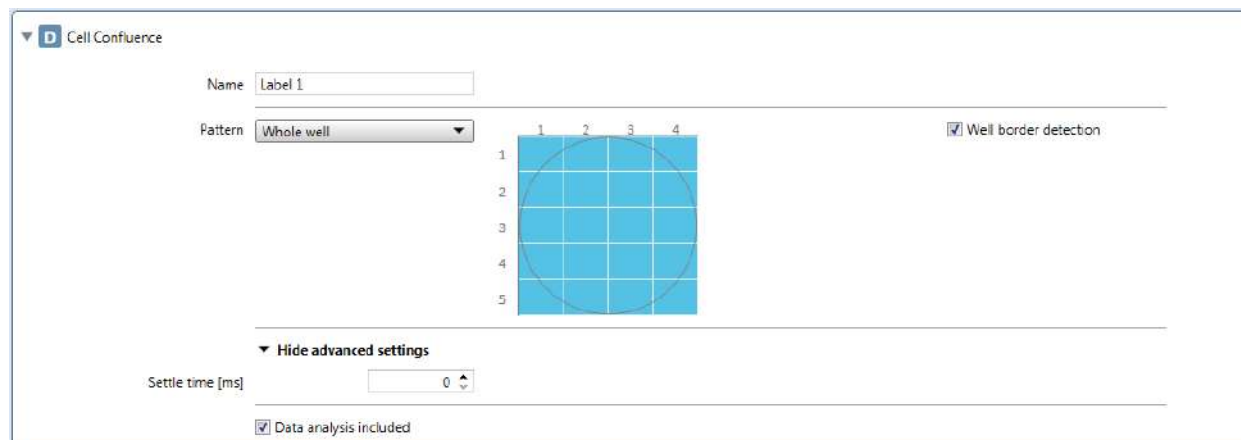 D Cell Confluence
Name Label 1
Pattern Whole well
1 2 3 4
Well border detection
1
2
3
4
5
Hide advanced settings
Settle time [ms] 0
Data analysis included